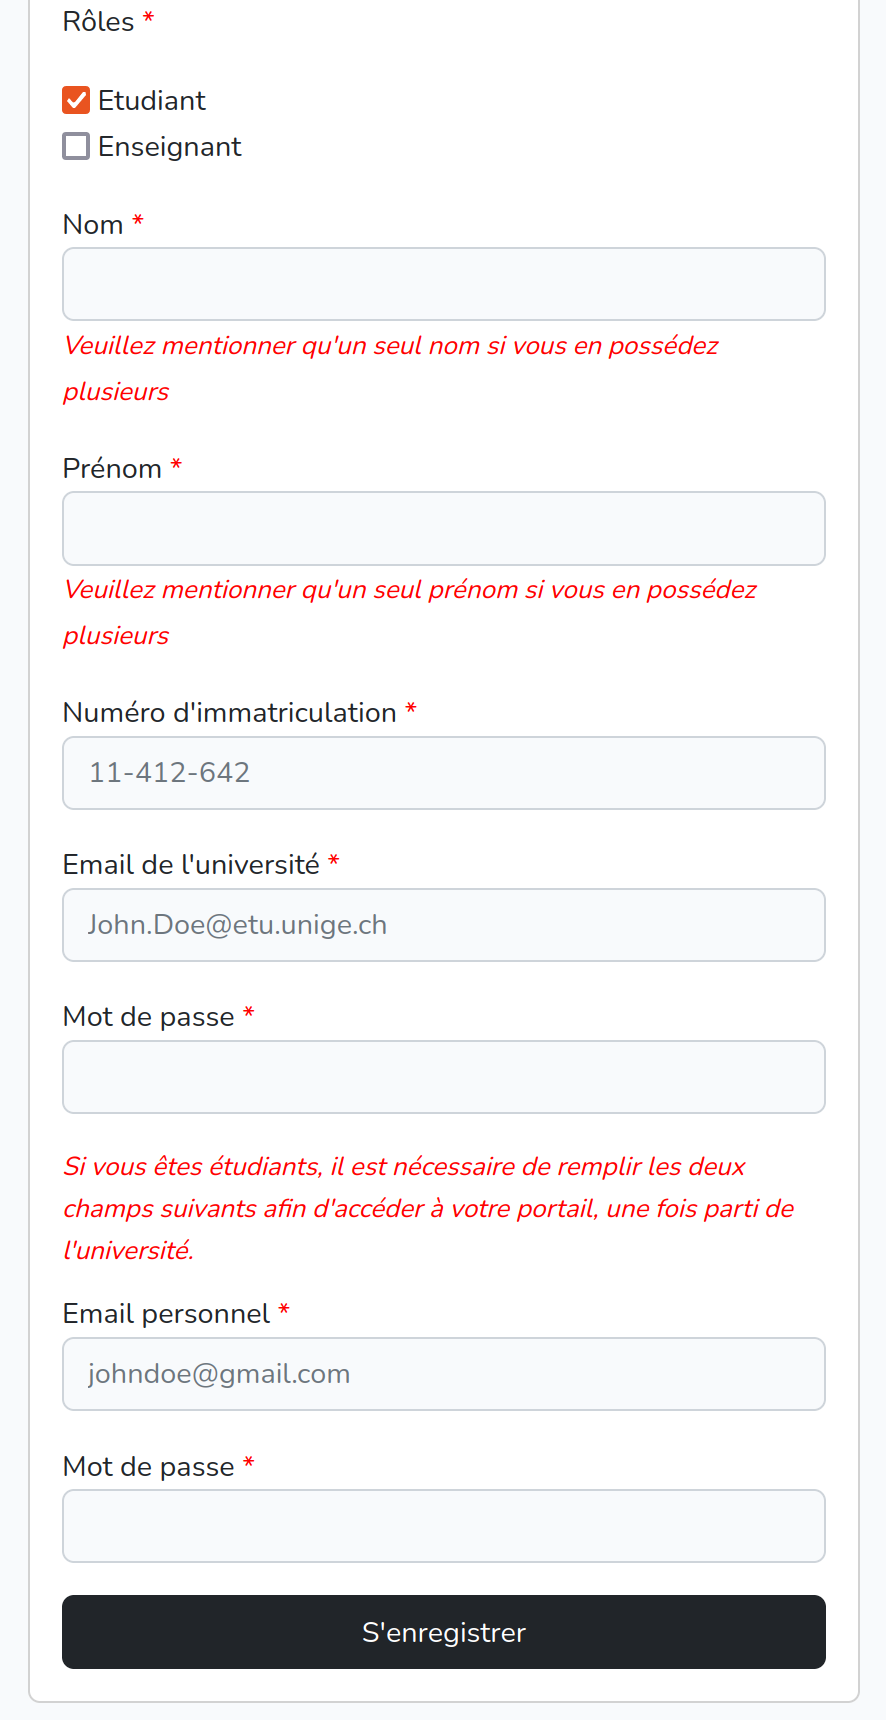 Rôles *
Etudiant
Enseignant
Nom *
Veuillez mentionner qu'un seul nom si vous en possédez
plusieurs
Prénom *
Veuillez mentionner qu'un seul prénom si vous en possédez
plusieurs
Numéro d'immatriculation *
11-412-642
Email de l'université *
John.Doe@etu.unige.ch
Mot de passe *
Si vous êtes étudiants, il est nécessaire de remplir les deux
champs suivants afin d'accéder à votre portail, une fois parti de
l'université.
Email personnel *
johndoe@gmail.com
Mot de passe *
S'enregistrer